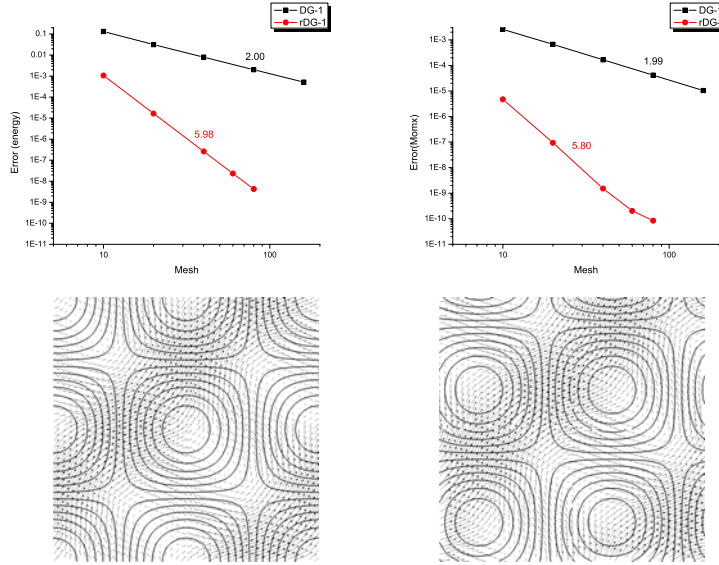 DG-1
rDG-1
0.1
0.01
1E-3
1E-4
1E-5
1E-6
1E-7
1E-8
1E-9
1E-10
1E-11
Error (energy)
2.00
5.98
10
100
Mesh
DG-1
rDG-
1E-3
1E-4
1E-5
1E-6
1E-7
1E-8
1E-9
1E-10
1E-11
Error(Momx)
1.99
5.80
10
100
Mesh